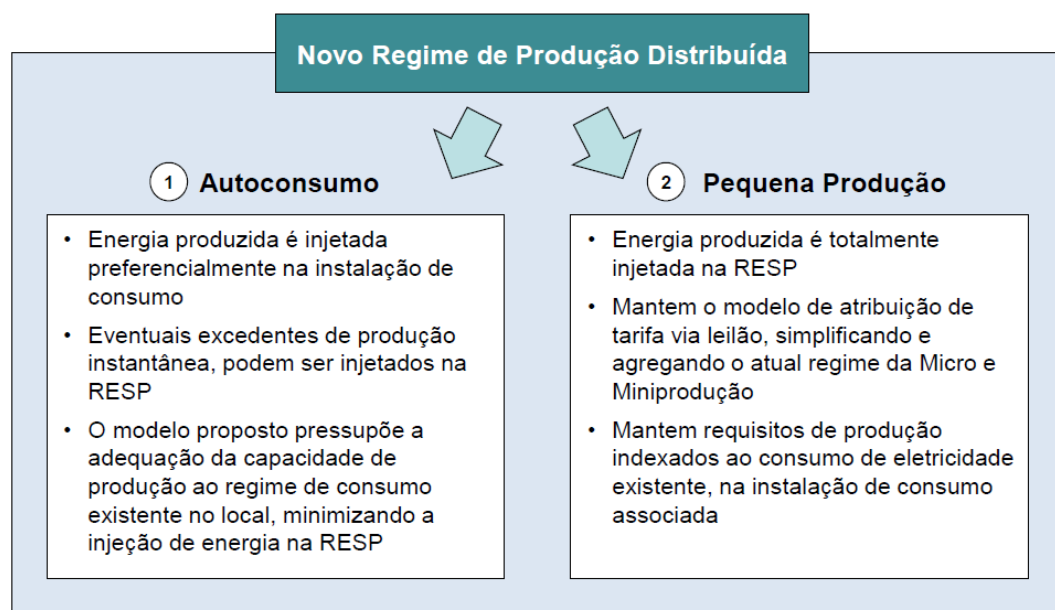 Novo Regime de Produção Distribuída
1 Autoconsumo
• Energia produzida é injetada
preferencialmente na instalação de
consumo
• Eventuais excedentes de produção
instantânea, podem ser injetados na
RESP
• O modelo proposto pressupõe a
adequação da capacidade de
produção ao regime de consumo
existente no local, minimizando a
injeção de energia na RESP
2 Pequena Produção
• Energia produzida é totalmente
injetada na RESP
• Mantem o modelo de atribuição de
tarifa via leilão, simplificando e
agregando o atual regime da Micro e
Miniprodução
• Mantem requisitos de produção
indexados ao consumo de eletricidade
existente, na instalação de consumo
associada